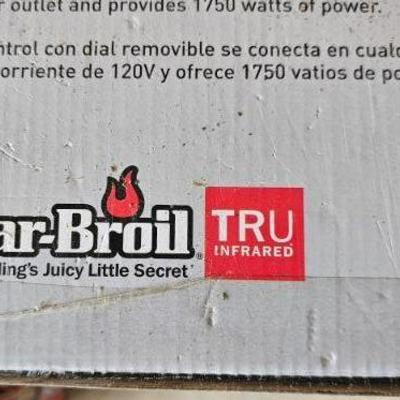 outlet and provides 1750 watts of power.
ntrol con dial removible se conecta en cualq
orriente de 120V y ofrece 1750 vatios de po
ar-Broil
TRU
INFRARED
ling's Juicy Little Secret